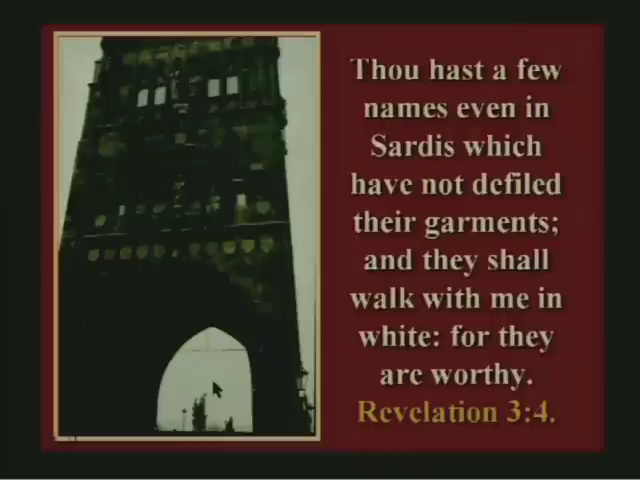 Thou hast a few
names even in
Sardis which
have not defiled
their garments;
and they shall
walk with me in
white: for they
are worthy.
Revelation 3:4.